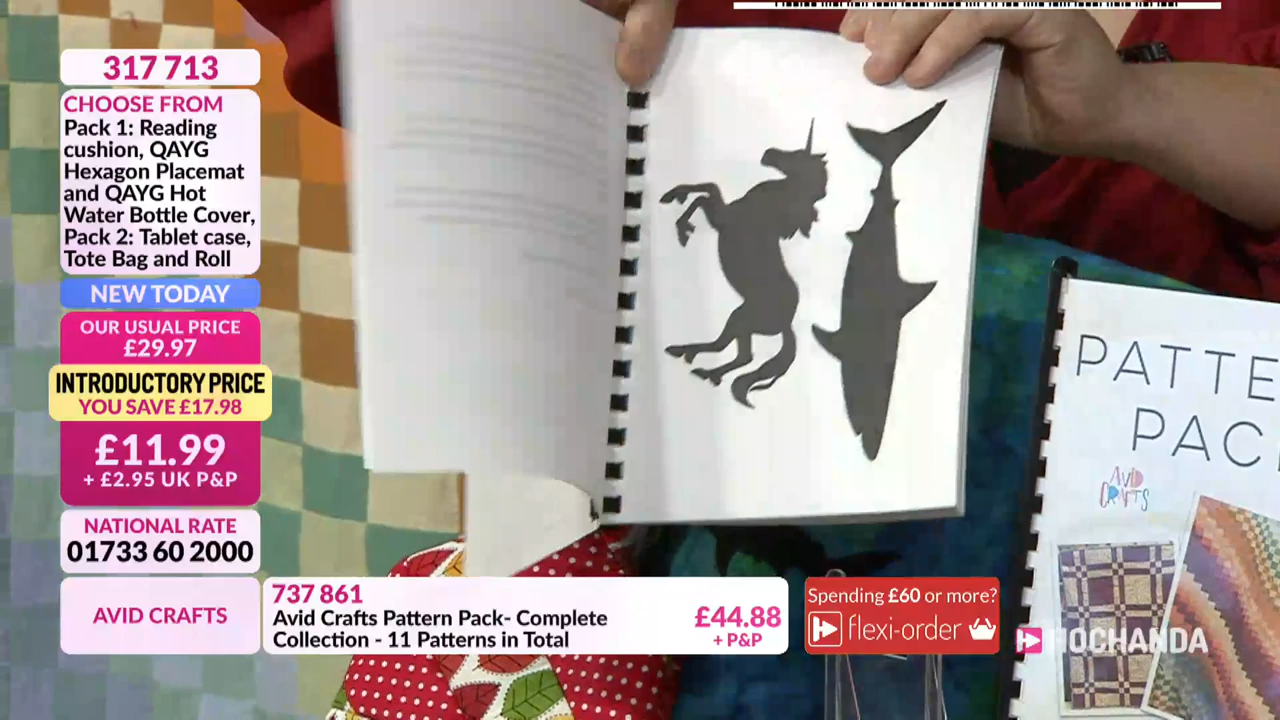 317 713
CHOOSE FROM
Pack 1: Reading
cushion, QAYG
Hexagon Placemat
and QAYG Hot
Water Bottle Cover,
Pack 2: Tablet case,
Tote Bag and Roll
NEW TODAY
OUR USUAL PRICE
£29.97
INTRODUCTORY PRICE
YOU SAVE £17.98
£11.99
+ £2.95 UK P&P
NATIONAL RATE
01733 60 2000
AVID CRAFTS
737 861
Avid Crafts Pattern Pack- Complete
Collection - 11 Patterns in Total
£44.88
+ P&P
Spending £60 or more?
flexi-order
HOCHANDA
PATTE
PAC
AVID
CRAFTS